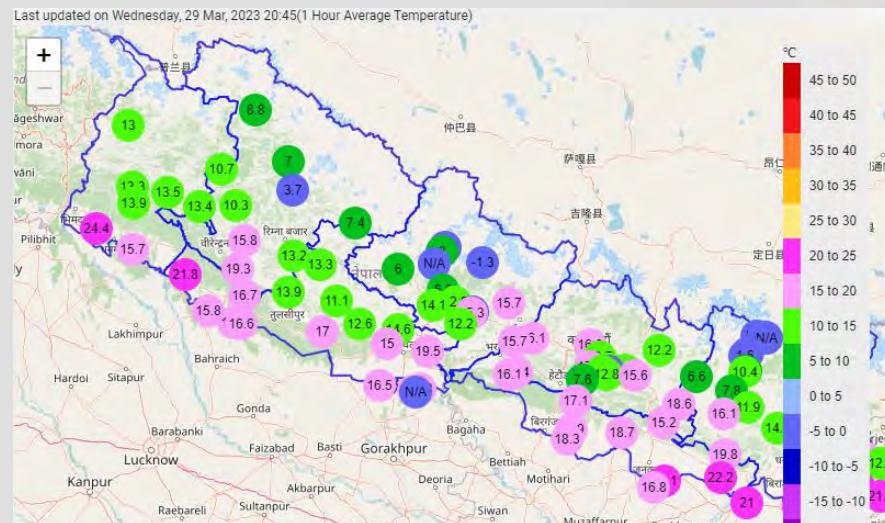 Last updated on Wednesday, 29 Mar, 2023 20:45(1 Hour Average Temperature)
+
−
°C
45 to 50
40 to 45
35 to 40
30 to 35
25 to 30
20 to 25
15 to 20
10 to 15
5 to 10
0 to 5
-5 to 0
-10 to -5
-15 to -10
普兰县
仲巴县
萨嘎县
吉隆县
定日县
8.8
13
7
10.7
3.7
13.5
13.9
13.4
10.3
7.4
24.4
15.7
15.8
13.2
13.3
6
N/A
-1.3
21.8
19.3
16.7
13.9
11.1
14.1
15.7
15.8
16.6
12.6
12.2
17
15
19.5
16.5
N/A
15.7
16.1
7.6
12.8
15.6
12.2
N/A
10.4
6.6
7.8
17.1
18.6
16.1
15.2
18.3
18.7
19.8
22.2
16.8
21
Pilibhit
रिम्ना बजार
तुलसीपुर
Lakhimpur
Bahraich
Hardoi
Sitapur
Gonda
Barabanki
Lucknow
Faizabad
Basti
Gorakhpur
Bagaha
Bettiah
Motihari
Kanpur
Akbarpur
Deoria
Siwan
Sultanpur
Raebareli
Muzaffarpur